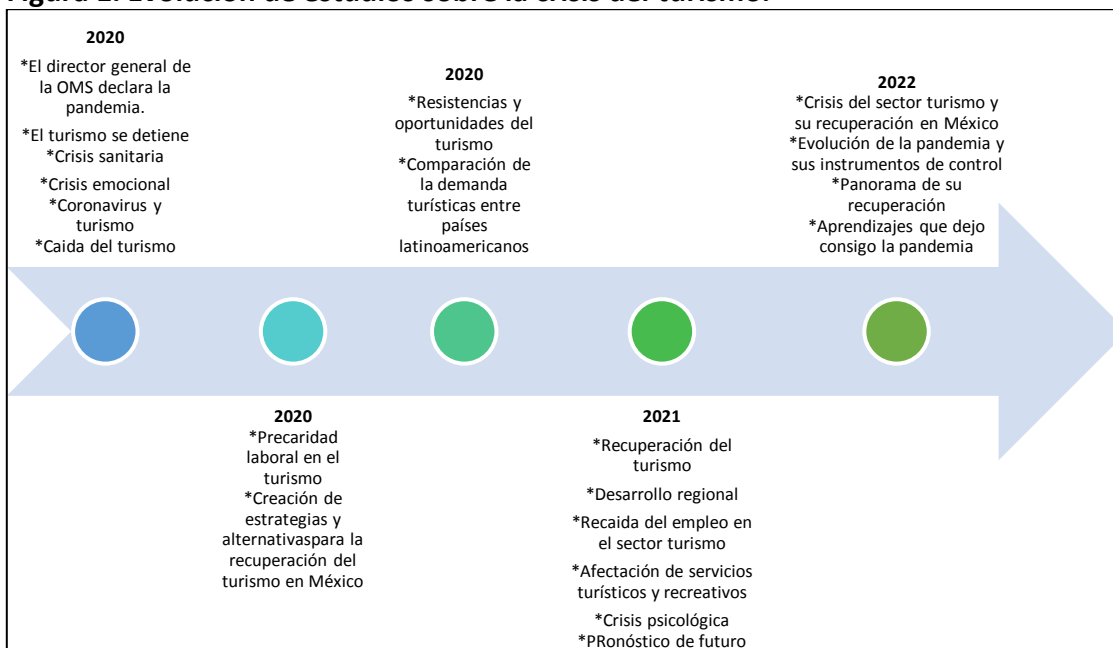 Figura 1. Evolución de estudios sobre la crisis del turismo.
2020
*El director general de
la OMS declara la
pandemia.
*El turismo se detiene
*Crisis sanitaria
*Crisis emocional
*Coronavirus y
turismo
*Caida del turismo
2020
*Precaridad
laboral en el
turismo
*Creación de
estrategias y
alternativaspara la
recuperación del
turismo en México
2020
*Resistencias y
oportunidades del
turismo
*Comparación de
la demanda
turísticas entre
países
latinoamericanos
2021
*Recuperación del
turismo
*Desarrollo regional
*Recaida del empleo en
el sector turismo
*Afectación de servicios
turísticos y recreativos
*Crisis psicológica
*PRonóstico de futuro
2022
*Crisis del sector turismo y
su recuperación en México
*Evolución de la pandemia y
sus instrumentos de control
*Panorama de su
recuperación
*Aprendizajes que dejo
consigo la pandemia